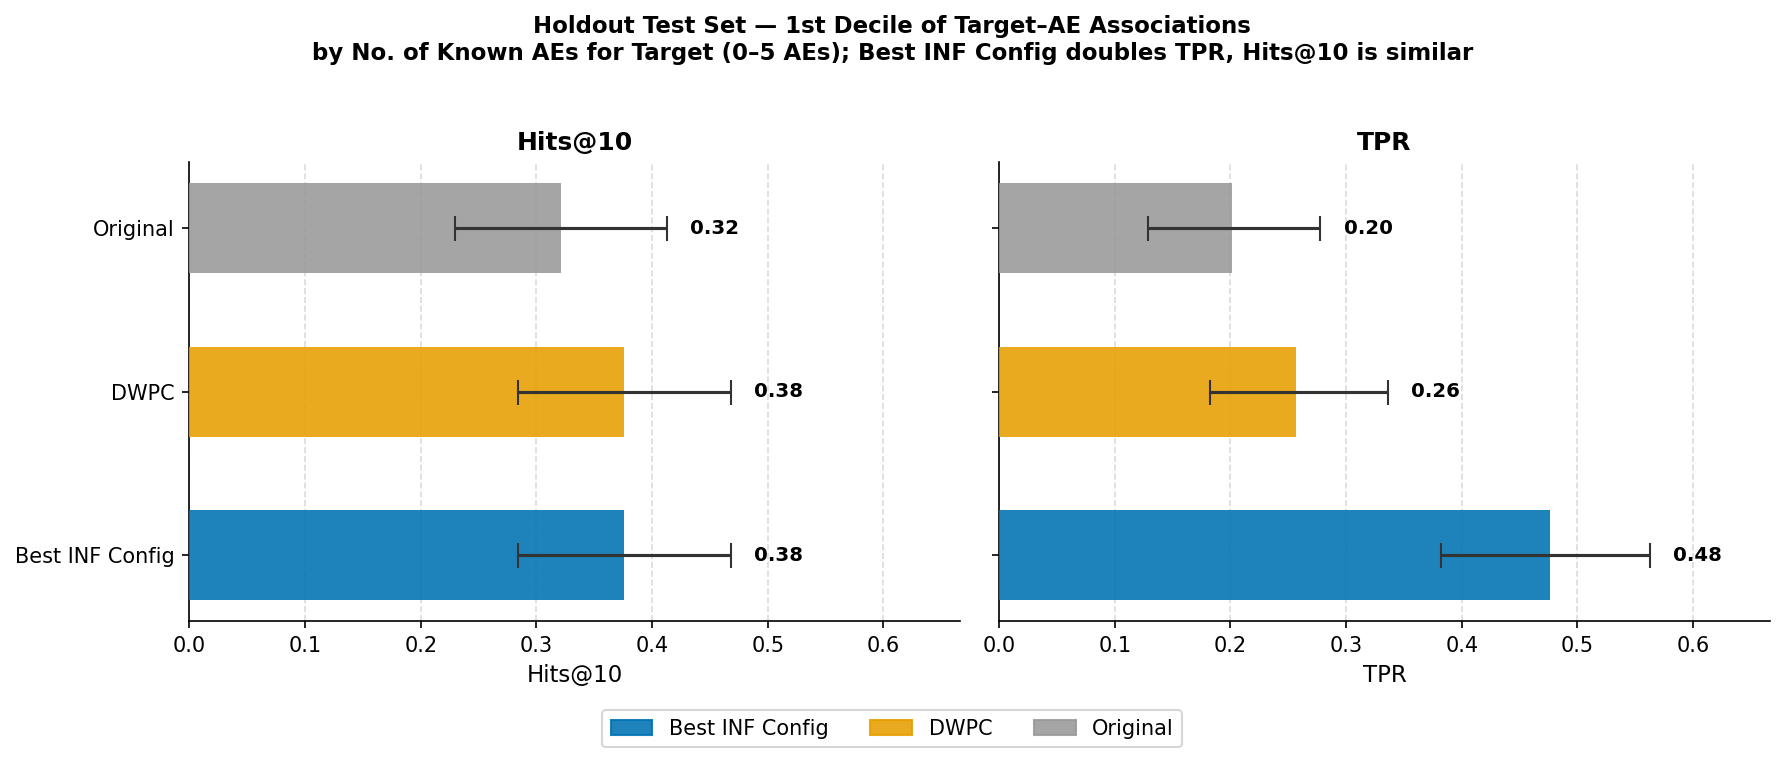 Holdout Test Set — 1st Decile of Target–AE Associations
by No. of Known AEs for Target (0–5 AEs); Best INF Config doubles TPR, Hits@10 is similar
Hits@10
Original
0.32
DWPC
0.38
Best INF Config
0.38
0.0 0.1 0.2 0.3 0.4 0.5 0.6
Hits@10
TPR
0.20
0.26
0.48
0.0 0.1 0.2 0.3 0.4 0.5 0.6
TPR
Best INF Config DWPC Original